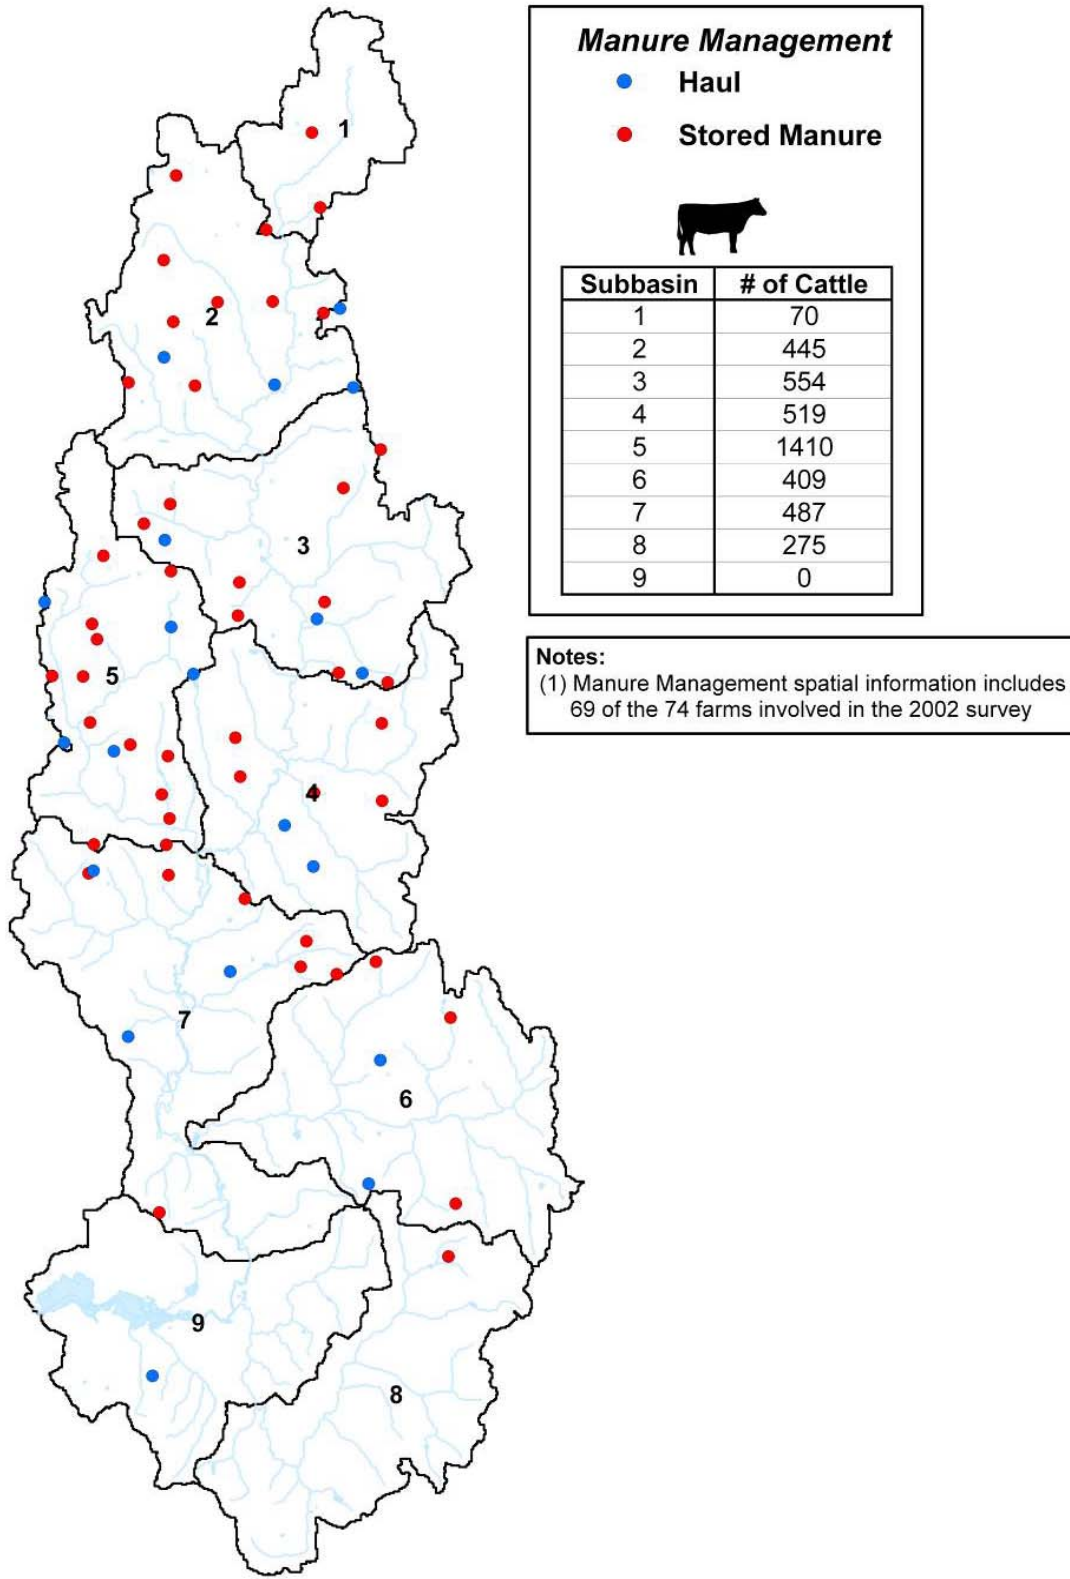 Manure Management
Haul
Stored Manure
Subbasin # of Cattle
1 70
2 445
3 554
4 519
5 1410
6 409
7 487
8 275
9 0
Notes:
(1) Manure Management spatial information includes
69 of the 74 farms involved in the 2002 survey
1
2
3
5
4
7
6
9
8